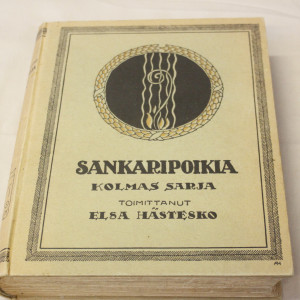 SANKARIPOIKIA
KOLMAS SARJA
TOIMITTANUT
ELSA HÄSTESKO